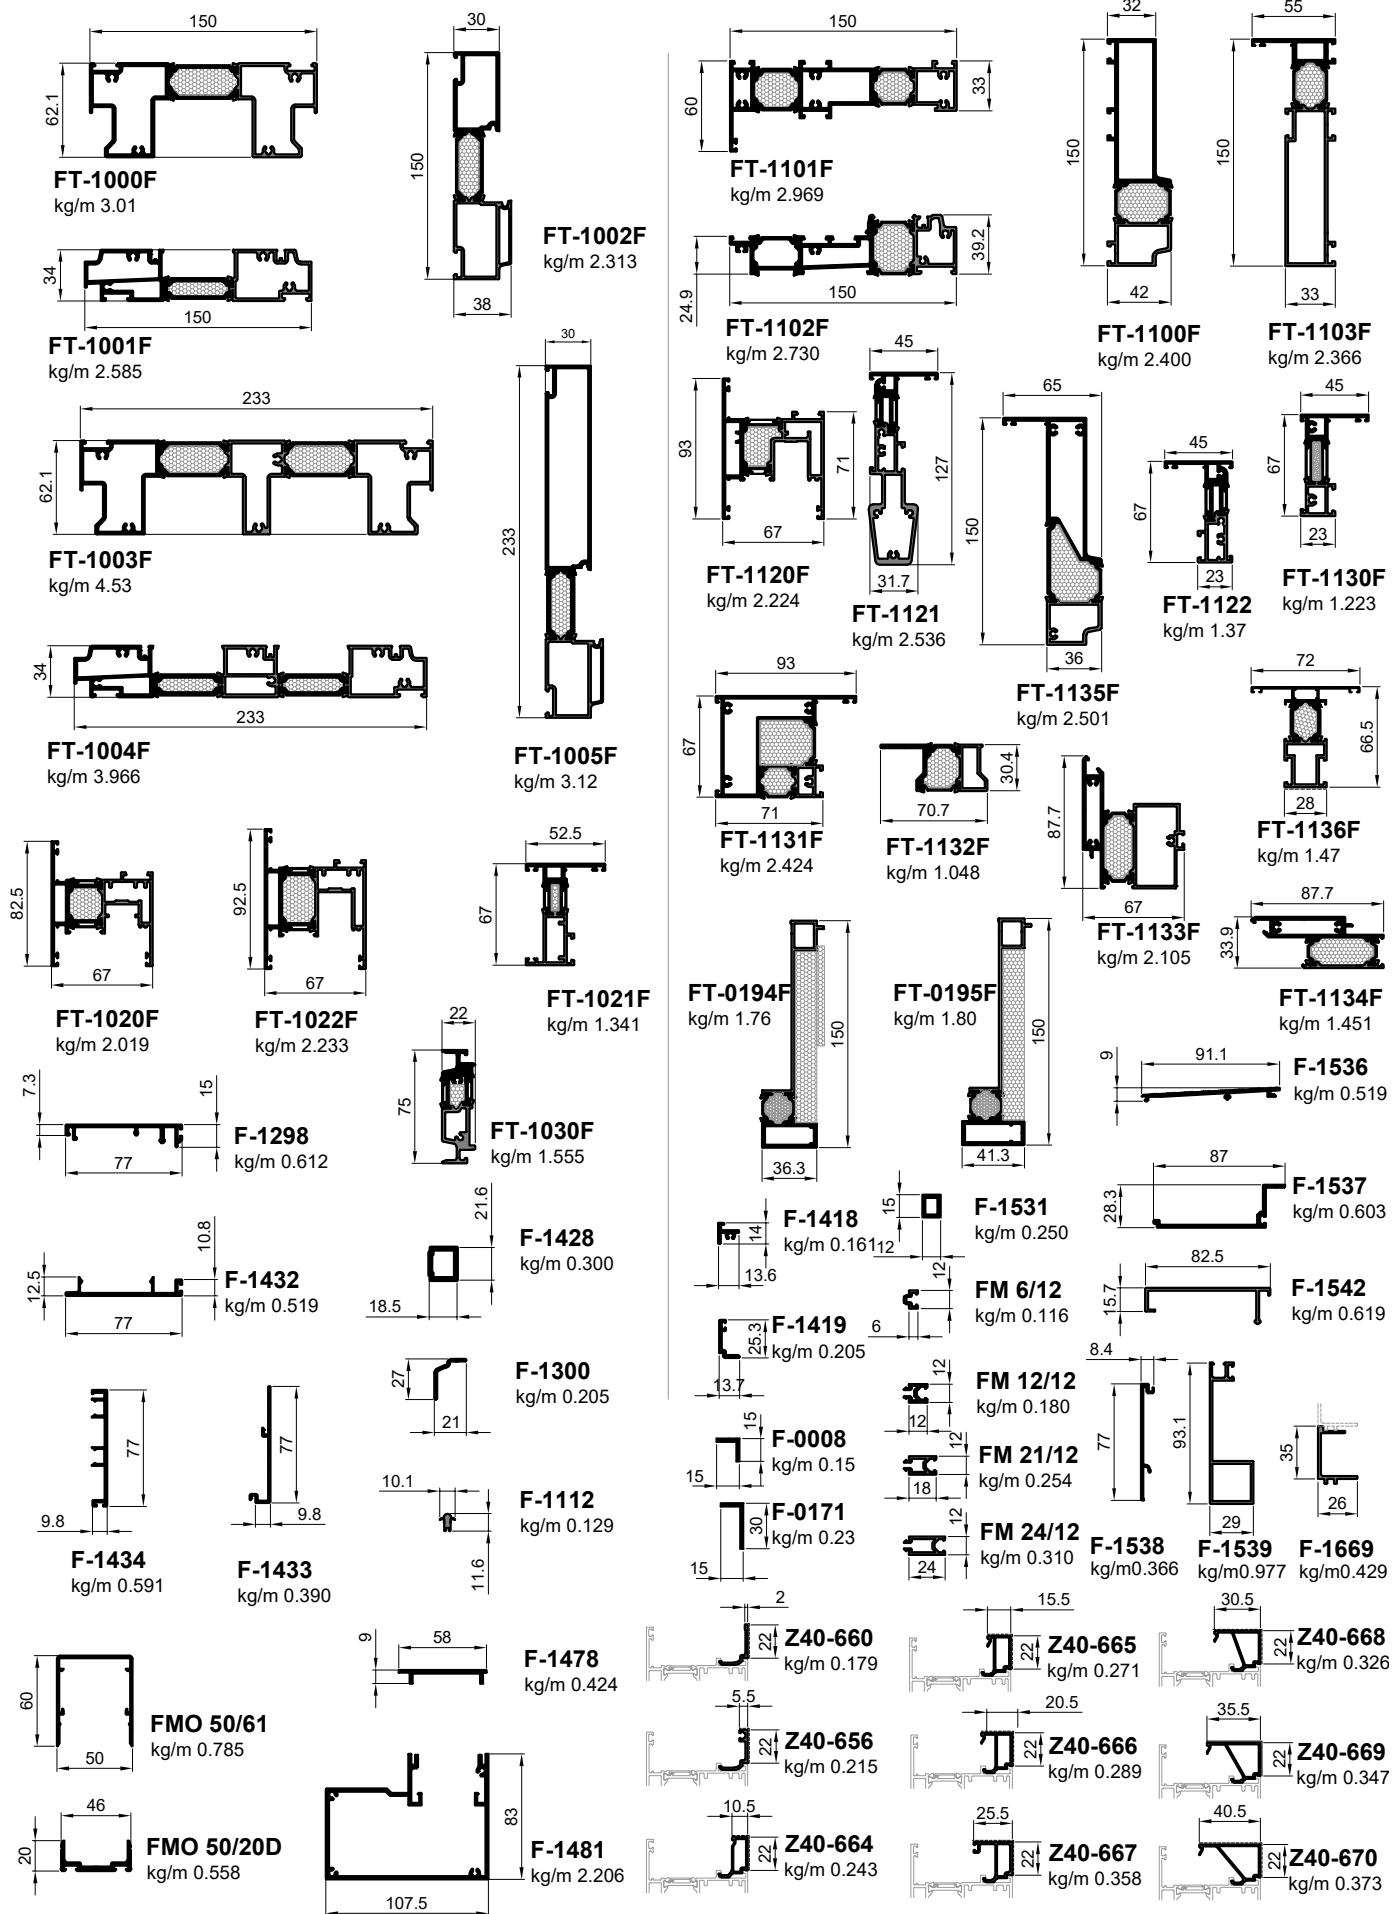 150
62.1
FT-1000F
kg/m 3.01
30
150
38
FT-1002F
kg/m 2.313
34
150
FT-1001F
kg/m 2.585
233
62.1
FT-1003F
kg/m 4.53
30
233
FT-1005F
kg/m 3.12
34
233
FT-1004F
kg/m 3.966
82.5
67
FT-1020F
kg/m 2.019
92.5
67
FT-1022F
kg/m 2.233
52.5
67
FT-1021F
kg/m 1.341
7.3
15
77
F-1298
kg/m 0.612
22
75
FT-1030F
kg/m 1.555
12.5
10.8
77
F-1432
kg/m 0.519
21.6
18.5
F-1428
kg/m 0.300
27
21
F-1300
kg/m 0.205
77
9.8
F-1434
kg/m 0.591
77
9.8
F-1433
kg/m 0.390
10.1
11.6
F-1112
kg/m 0.129
60
50
FMO 50/61
kg/m 0.785
9
58
F-1478
kg/m 0.424
46
20
FMO 50/20D
kg/m 0.558
83
107.5
F-1481
kg/m 2.206
150
60
33
FT-1101F
kg/m 2.969
32
150
42
FT-1100F
kg/m 2.400
55
150
33
FT-1103F
kg/m 2.366
24.9
39.2
150
FT-1102F
kg/m 2.730
93
71
67
FT-1120F
kg/m 2.224
45
127
31.7
FT-1121
kg/m 2.536
65
150
36
FT-1135F
kg/m 2.501
45
67
23
FT-1122
kg/m 1.37
45
67
23
FT-1130F
kg/m 1.223
93
67
71
FT-1131F
kg/m 2.424
30.4
70.7
FT-1132F
kg/m 1.048
87.7
67
FT-1133F
kg/m 2.105
72
66.5
28
FT-1136F
kg/m 1.47
87.7
33.9
FT-1134F
kg/m 1.451
FT-0194F
kg/m 1.76
150
36.3
FT-0195F
kg/m 1.80
150
41.3
9
91.1
F-1536
kg/m 0.519
14
13.6
F-1418
kg/m 0.161
15
12
F-1531
kg/m 0.250
87
28.3
F-1537
kg/m 0.603
25.3
13.7
F-1419
kg/m 0.205
12
6
FM 6/12
kg/m 0.116
82.5
15.7
F-1542
kg/m 0.619
15
15
F-0008
kg/m 0.15
12
12
FM 12/12
kg/m 0.180
30
15
F-0171
kg/m 0.23
12
18
FM 21/12
kg/m 0.254
12
24
FM 24/12
kg/m 0.310
8.4
77
F-1538
kg/m0.366
93.1
29
F-1539
kg/m0.977
35
26
F-1669
kg/m0.429
2
22
Z40-660
kg/m 0.179
15.5
22
Z40-665
kg/m 0.271
30.5
22
Z40-668
kg/m 0.326
5.5
22
Z40-656
kg/m 0.215
20.5
22
Z40-666
kg/m 0.289
35.5
22
Z40-669
kg/m 0.347
10.5
22
Z40-664
kg/m 0.243
25.5
22
Z40-667
kg/m 0.358
40.5
22
Z40-670
kg/m 0.373